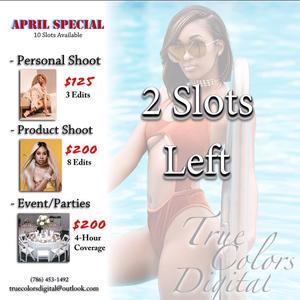 APRIL SPECIAL
10 Slots Available
- Personal Shoot
$125
3 Edits
- Product Shoot
$200
8 Edits
- Event/Parties
$200
4-Hour
Coverage
(786) 453-1492
truecolorsdigital@outlook.com
2 Slots
Left
True
Colors
Digital